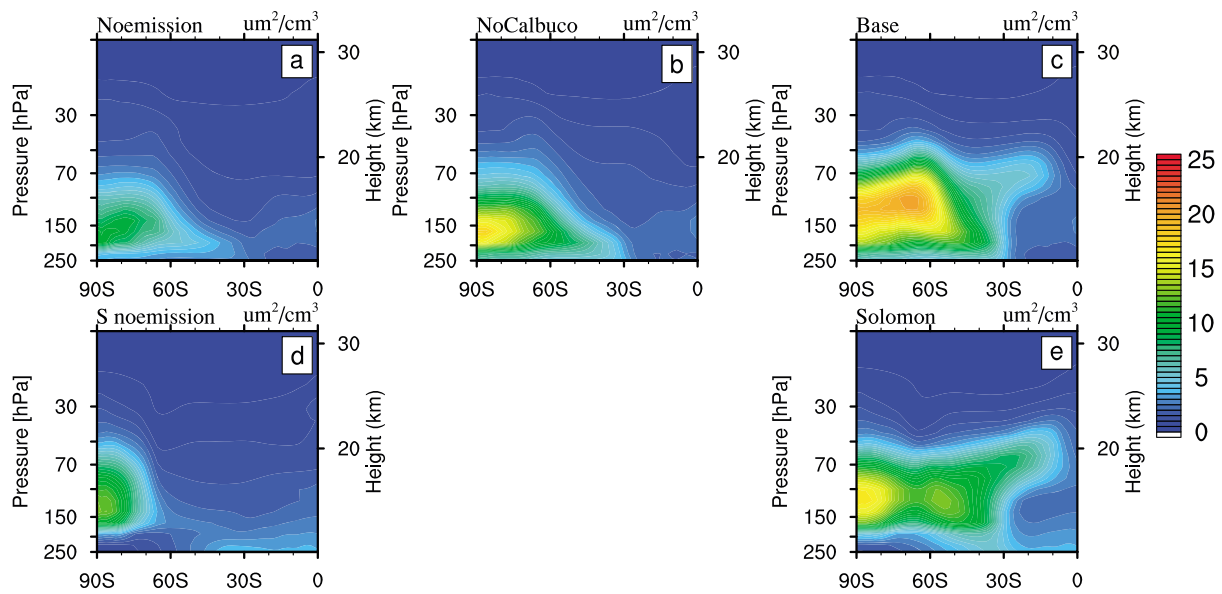 Noemission um²/cm³
a
Pressure [hPa]
30
70
150
250
90S 60S 30S 0
30
20
Height (km)
NoCalbuco um²/cm³
b
Pressure [hPa]
30
70
150
250
90S 60S 30S 0
30
20
Height (km)
Base um²/cm³
c
Pressure [hPa]
30
70
150
250
90S 60S 30S 0
30
20
Height (km)
25
20
15
10
5
0
S noemission um²/cm³
d
Pressure [hPa]
30
70
150
250
90S 60S 30S 0
30
20
Height (km)
Solomon um²/cm³
e
Pressure [hPa]
30
70
150
250
90S 60S 30S 0
30
20
Height (km)